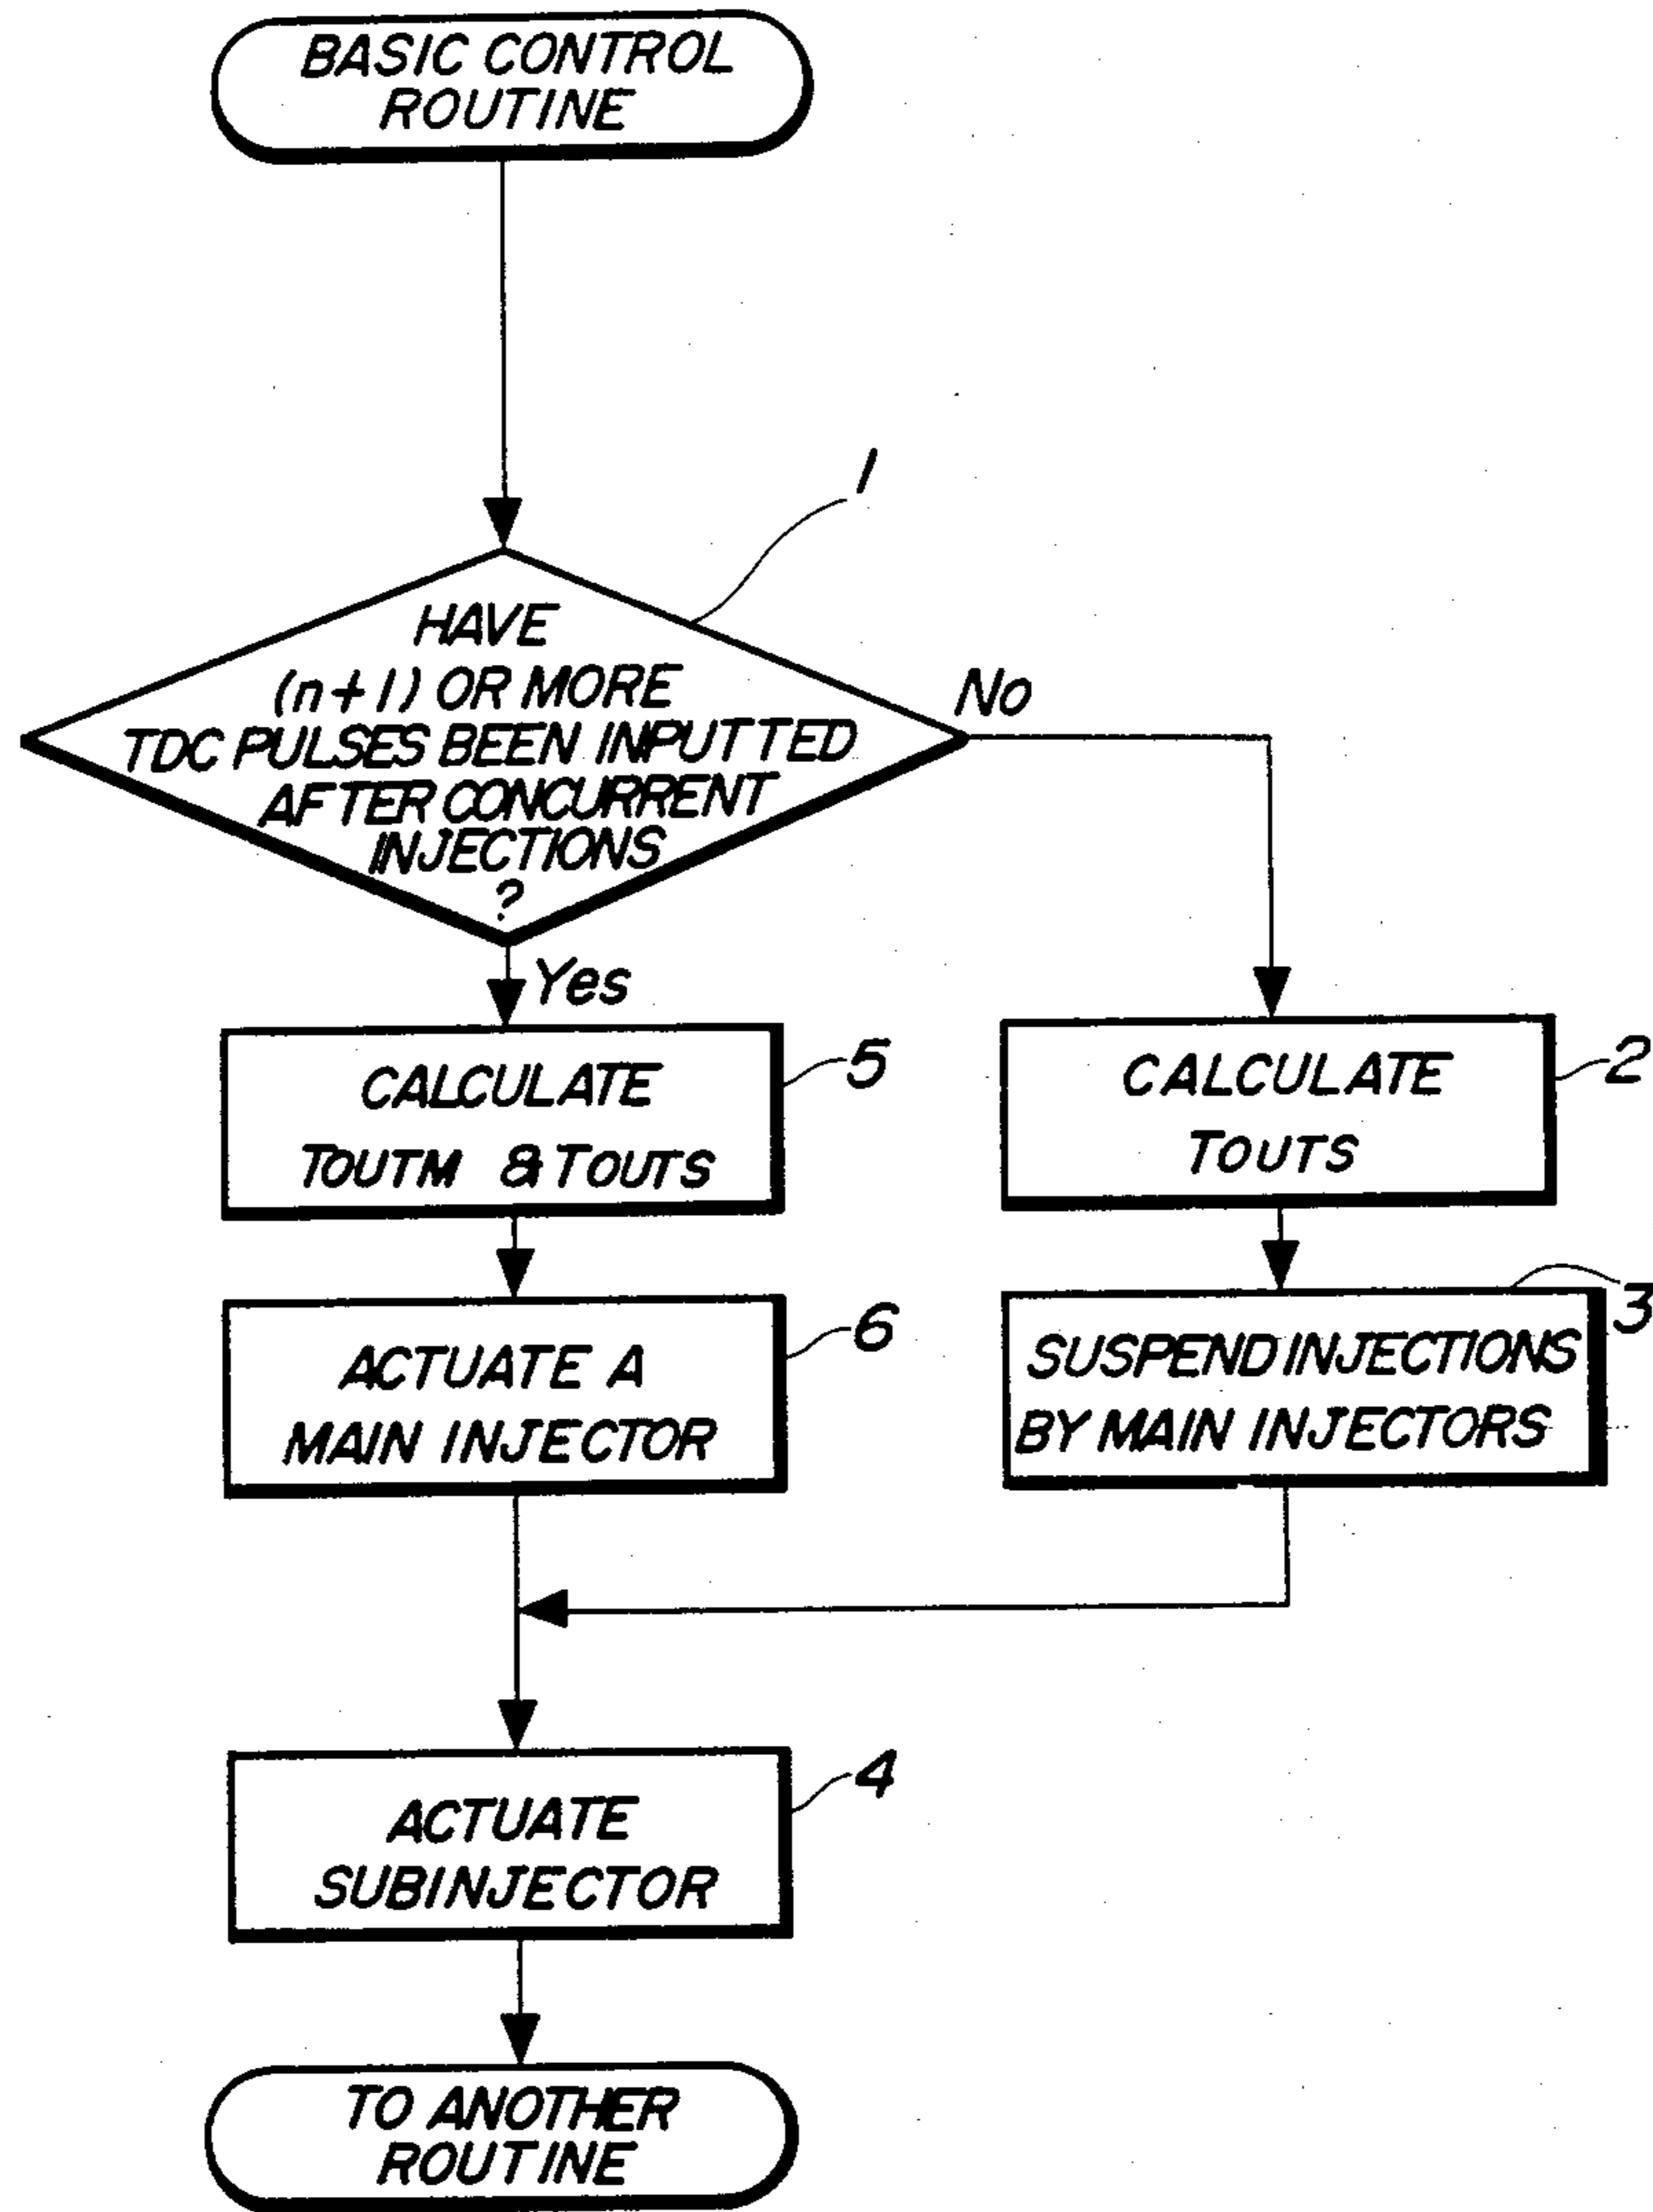 BASIC CONTROL
ROUTINE
1
HAVE
(n+1) OR MORE
TDC PULSES BEEN INPUTTED
AFTER CONCURRENT
INJECTIONS
?
No
Yes
CALCULATE
TOUTM & TOUTS
5
CALCULATE
TOUTS
2
ACTUATE A
MAIN INJECTOR
6
SUSPEND INJECTIONS
BY MAIN INJECTORS
3
ACTUATE
SUBINJECTOR
4
TO ANOTHER
ROUTINE